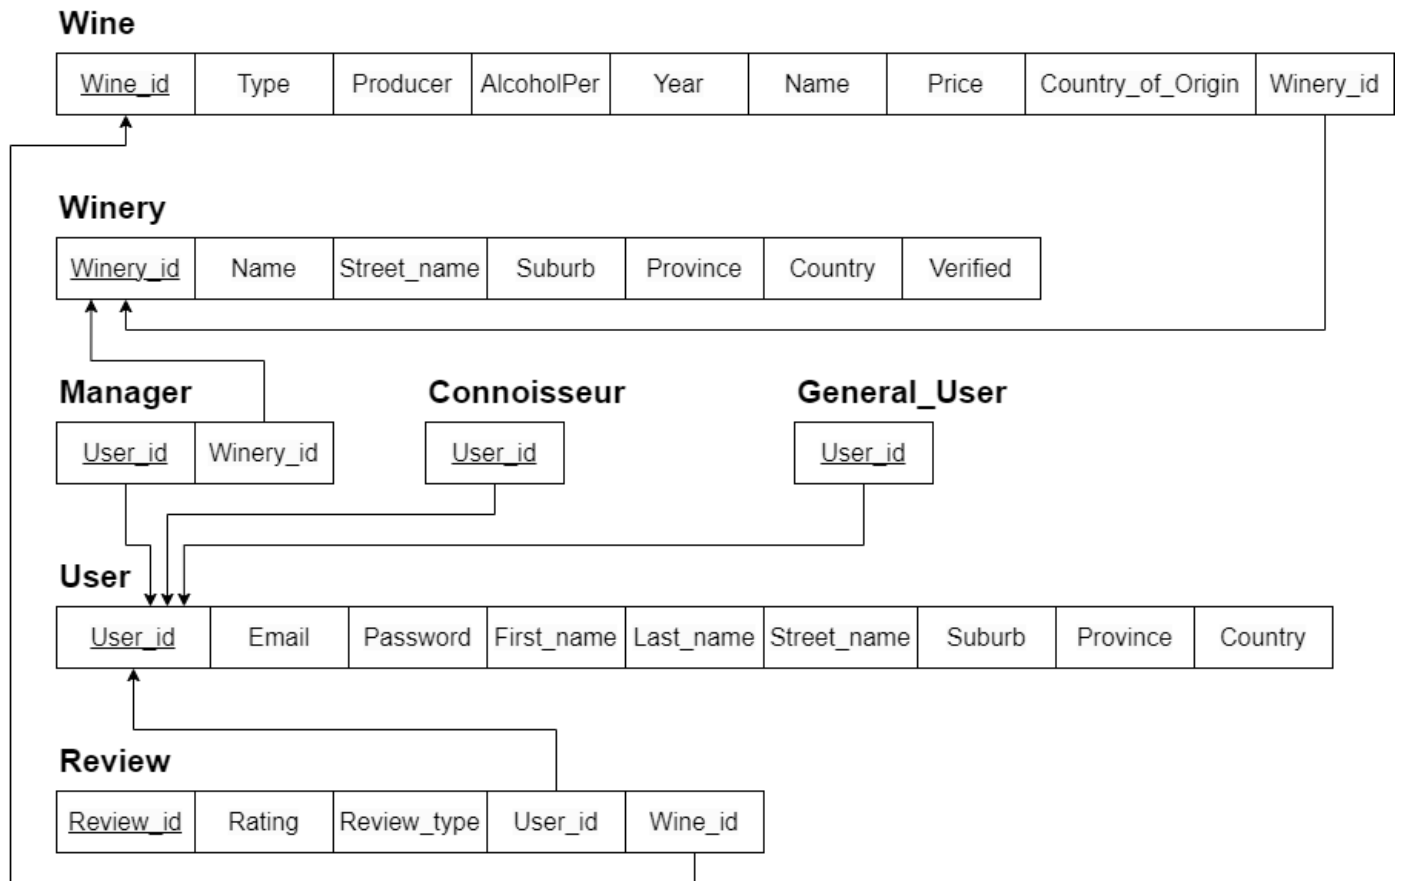 Wine
Wine_id Type Producer AlcoholPer Year Name Price Country_of_Origin Winery_id
Winery
Winery_id Name Street_name Suburb Province Country Verified
Manager Connoisseur General_User
User_id Winery_id User_id User_id
User
User_id Email Password First_name Last_name Street_name Suburb Province Country
Review
Review_id Rating Review_type User_id Wine_id